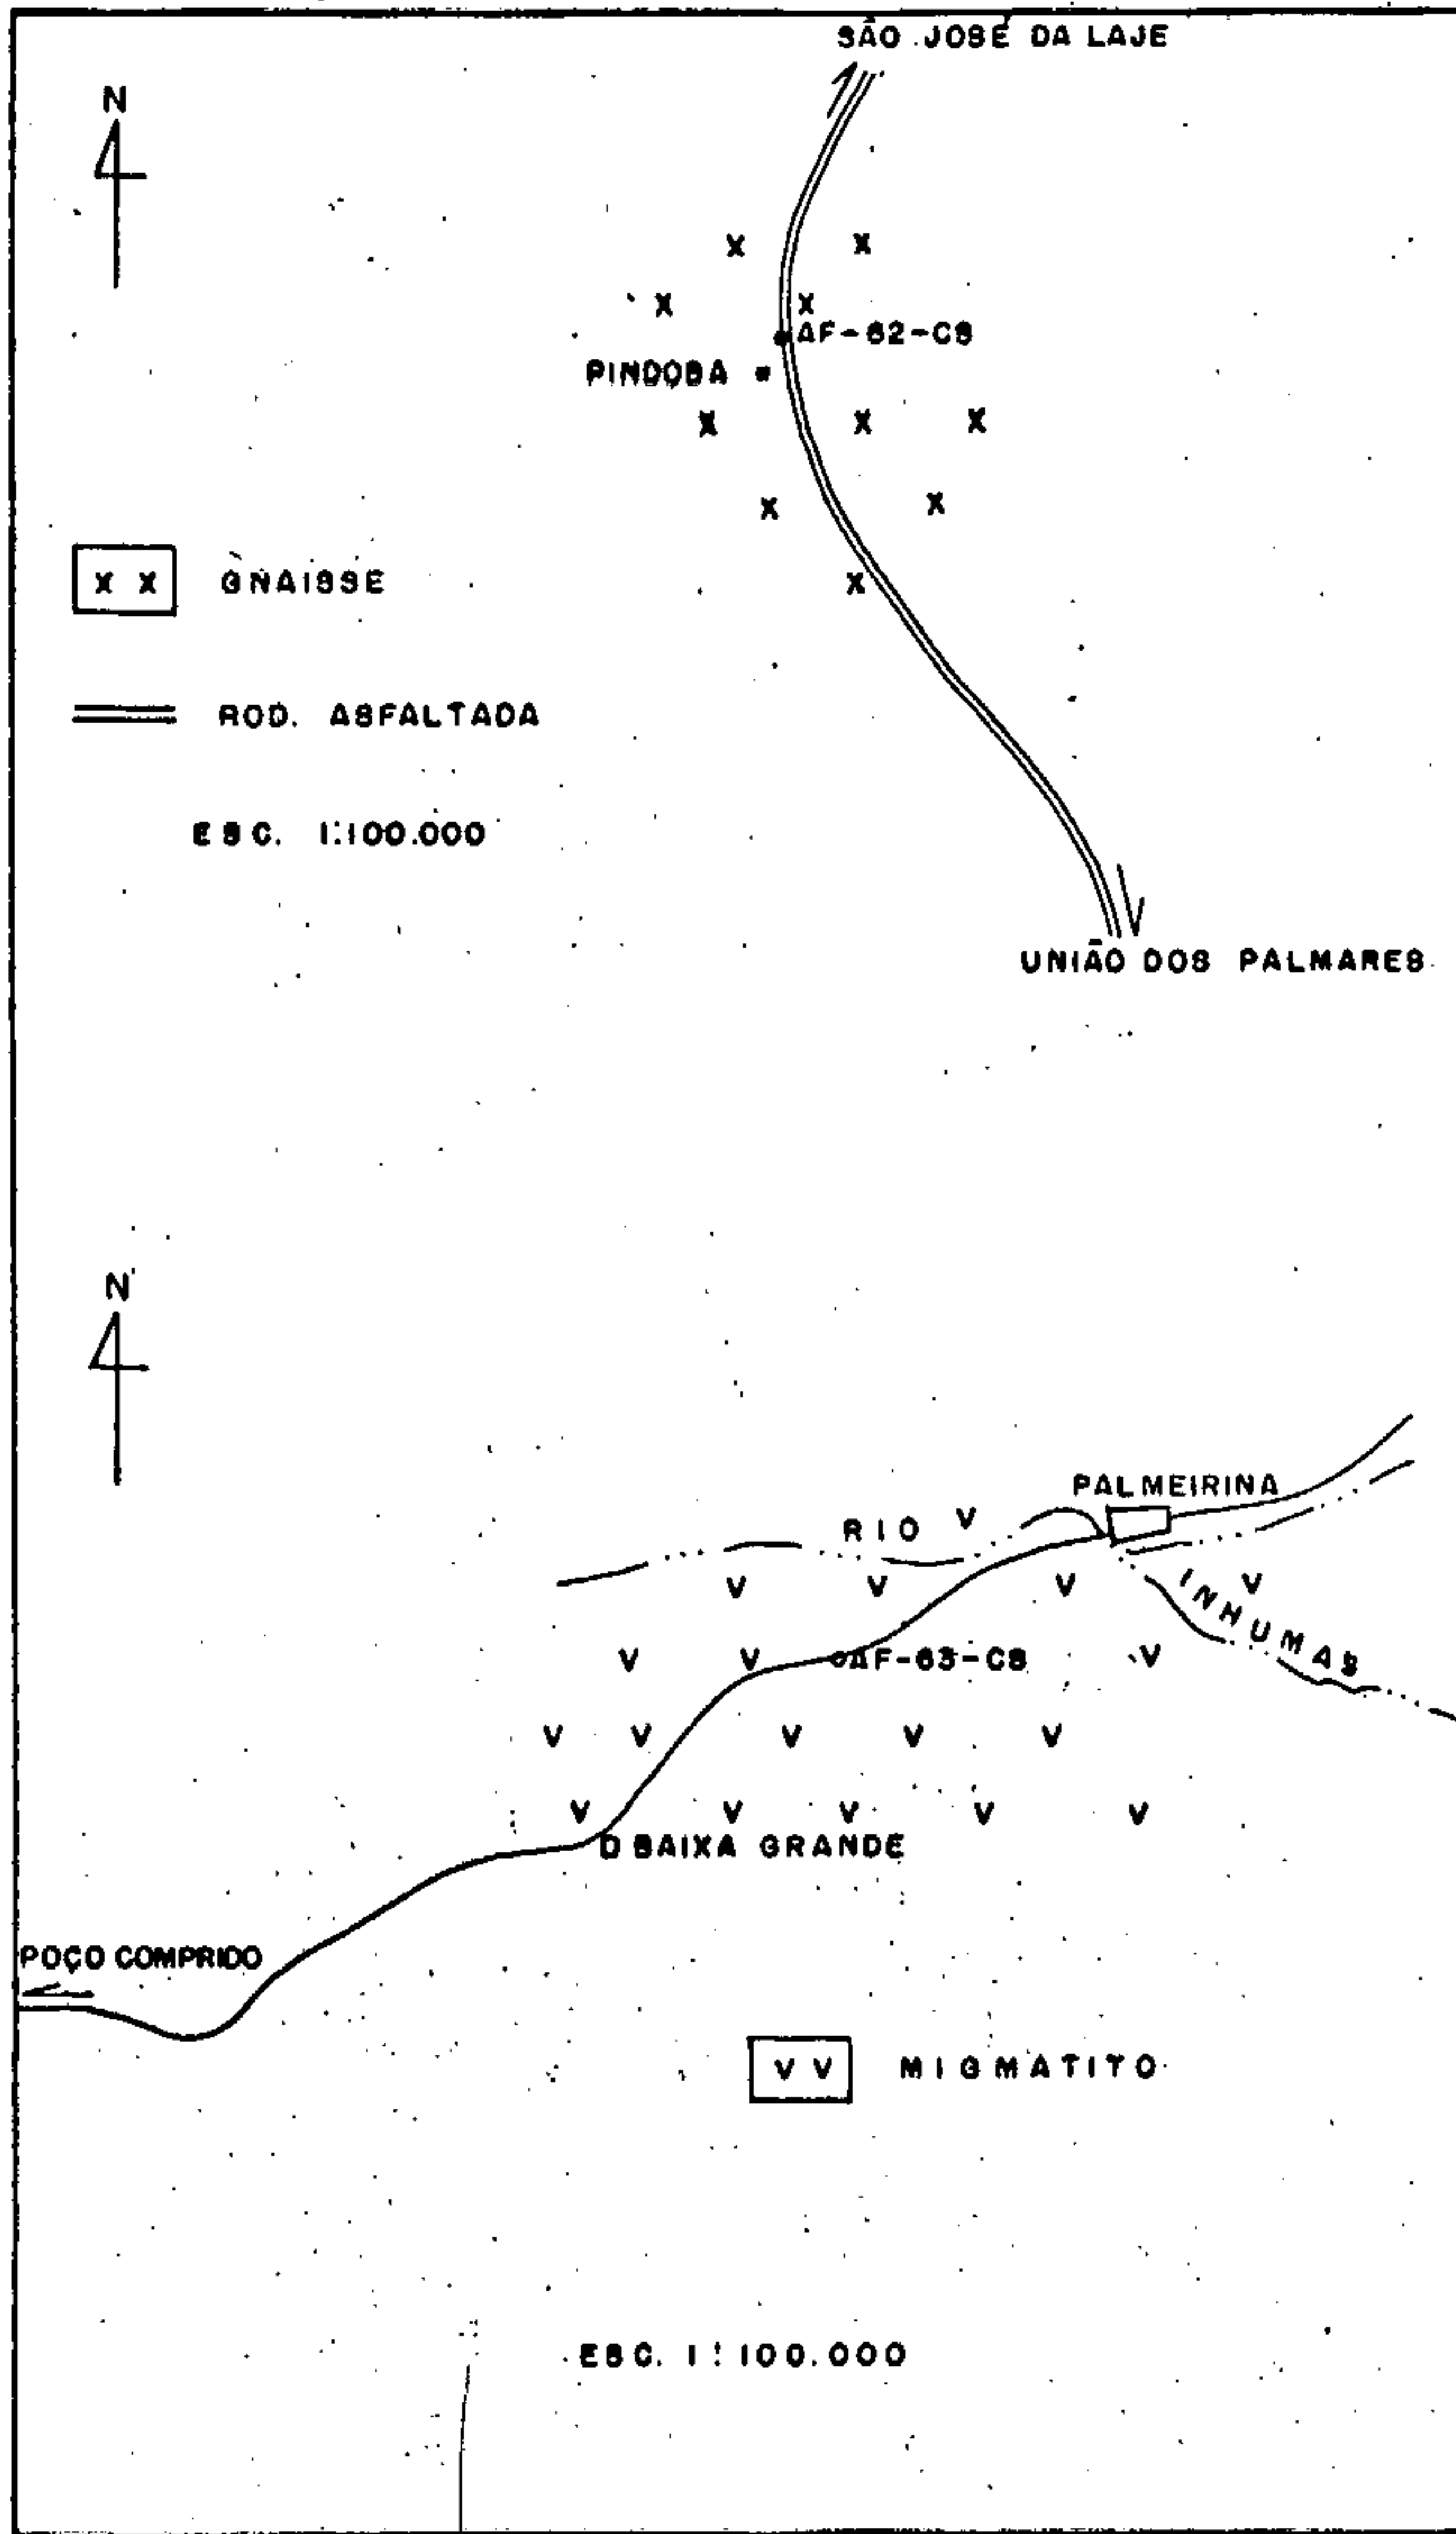 SÃO JOSÉ DA LAJE
N
X X
X X
AF-62-CS
PINDOBA
X X X
X X
X X GNAISSE
X
ROD. ASFALTADA
ESC. 1:100.000
UNIÃO DOS PALMARES
N
PALMEIRINA
RIO V
V V V V
INHUMAS
V V AF-63-CS V
V V V V V
V V V V V
BAIXA GRANDE
POÇO COMPRIDO
V V MIGMATITO
ESC. 1:100.000